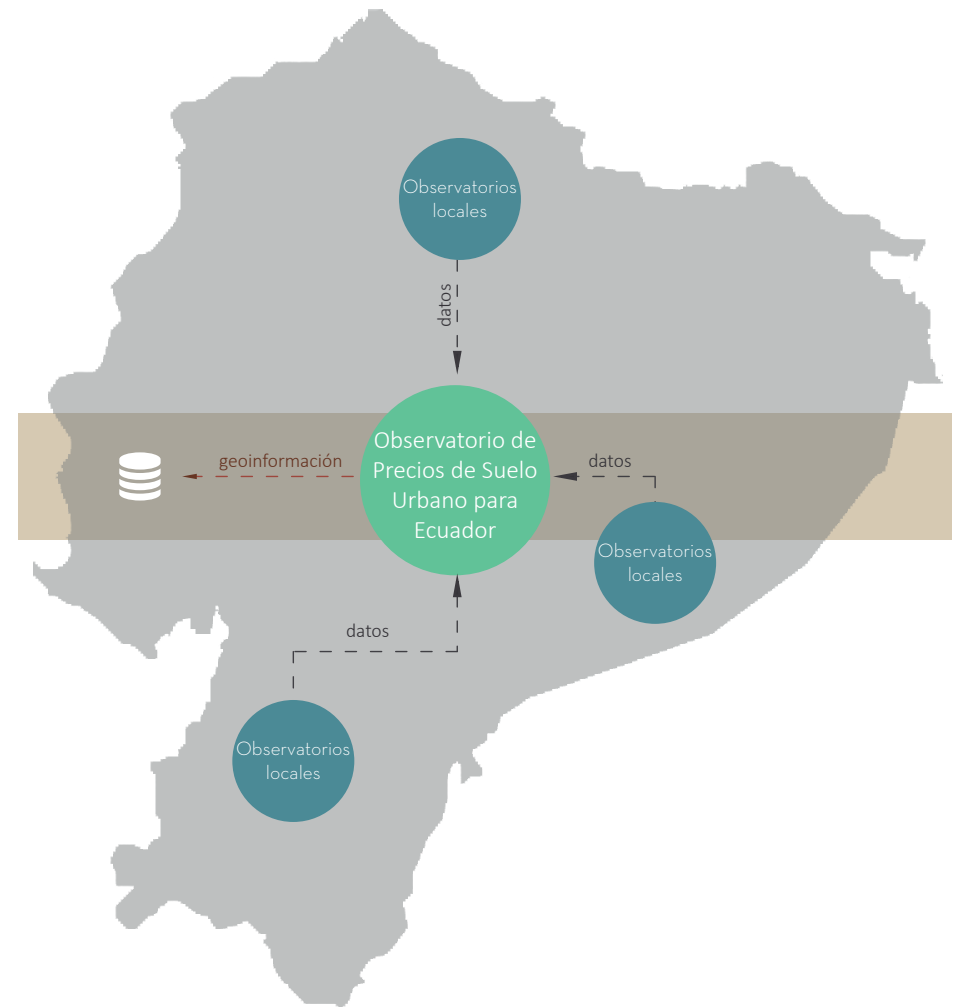 Observatorios
locales
datos
Observatorio de
Precios de Suelo
Urbano para
Ecuador
geoinformación
datos
Observatorios
locales
datos
Observatorios
locales